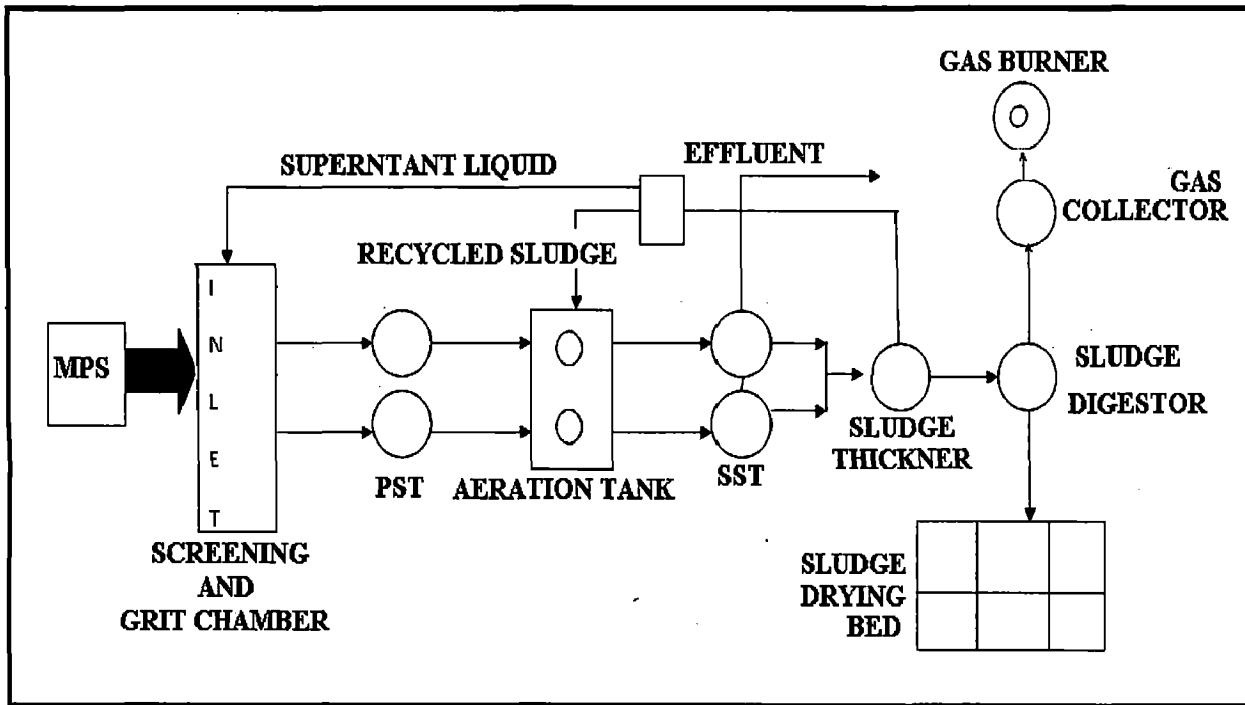 GAS BURNER
SUPERNTANT LIQUID
EFFLUENT
GAS
COLLECTOR
RECYCLED SLUDGE
MPS
I
N
L
E
T
PST
AERATION TANK
SST
SLUDGE
THICKNER
SLUDGE
DIGESTOR
SCREENING
AND
GRIT CHAMBER
SLUDGE
DRYING
BED